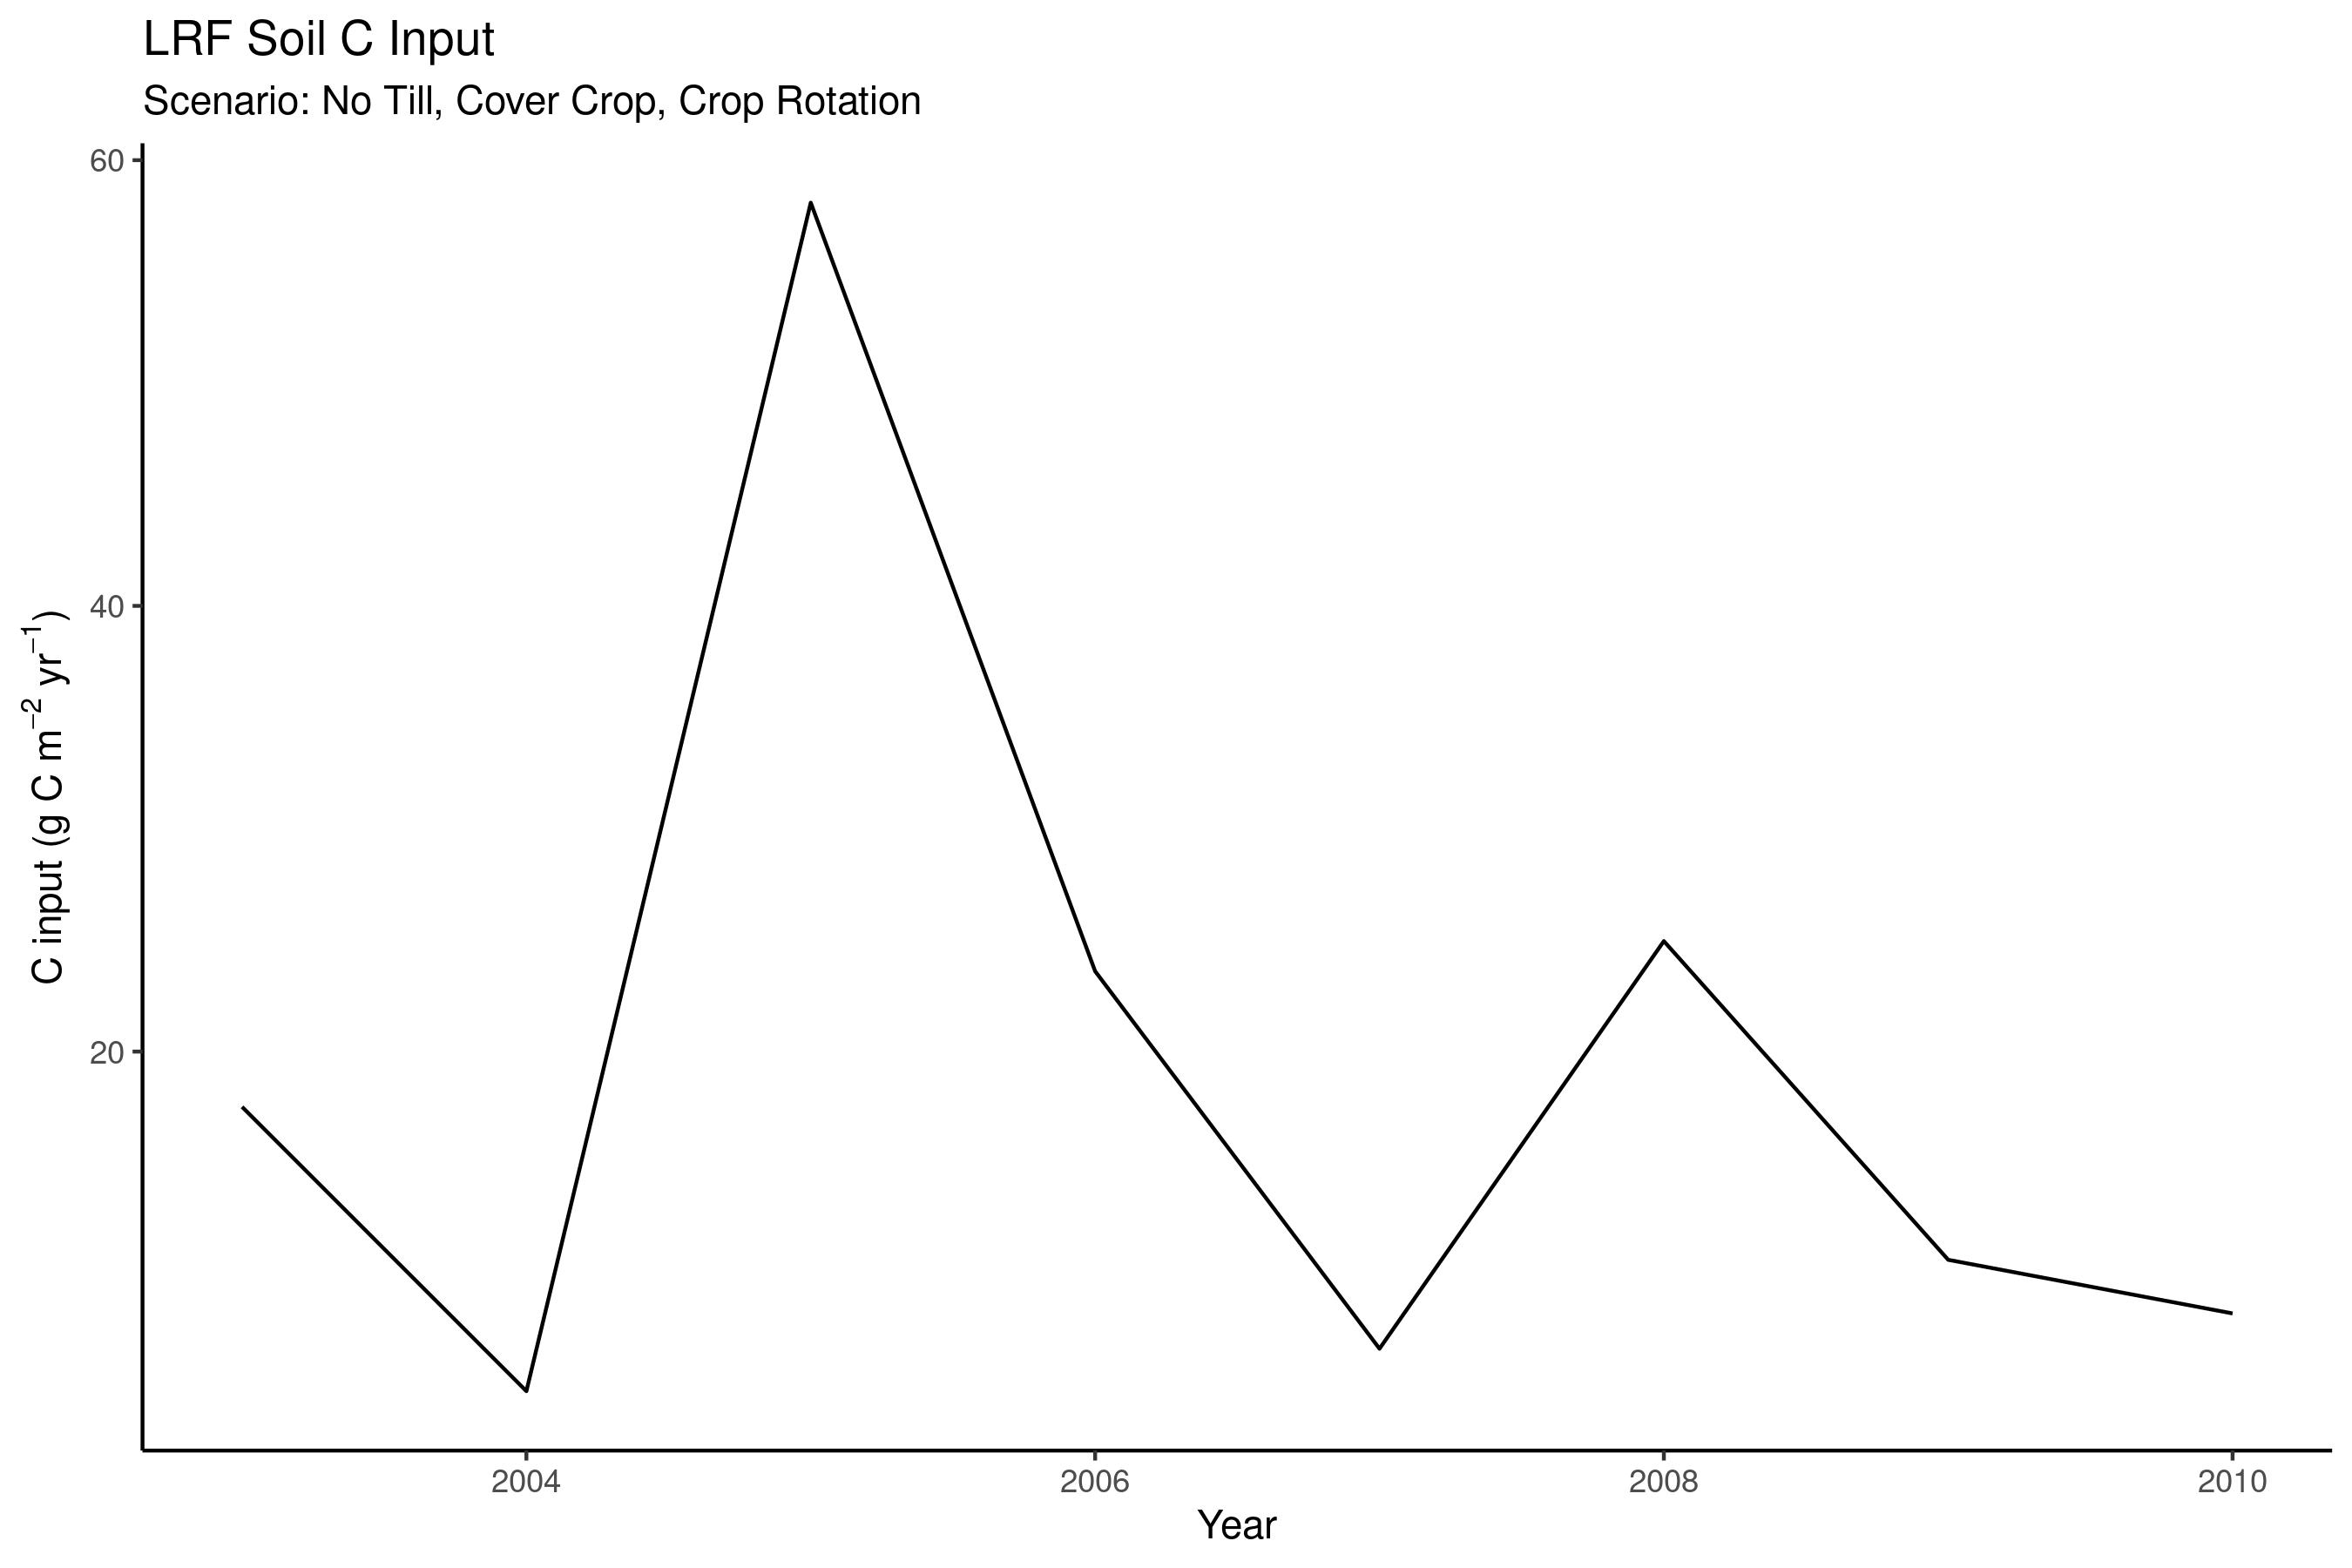 LRF Soil C Input
Scenario: No Till, Cover Crop, Crop Rotation
60
40
20
C input (g C m⁻² yr⁻¹)
2004 2006 2008 2010
Year